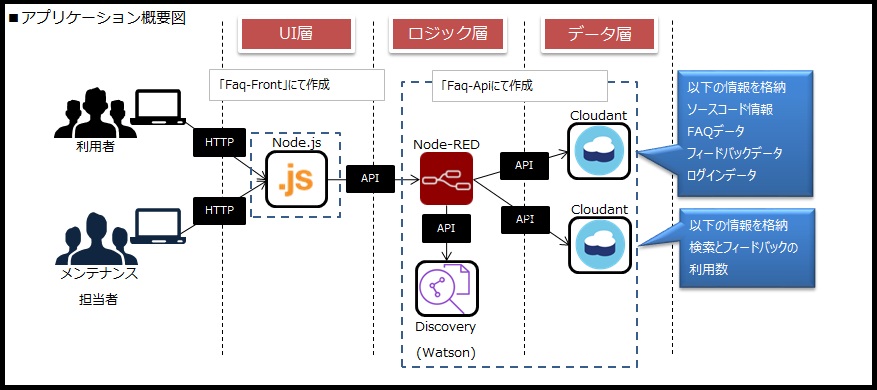 ■アプリケーション概要図
UI層
ロジック層
データ層
「Faq-Front」にて作成
「Faq-Apiにて作成
利用者
HTTP
Node.js
.js
API
Node-RED
API
Cloudant
以下の情報を格納
ソースコード情報
FAQデータ
フィードバックデータ
ログインデータ
メンテナンス
担当者
HTTP
API
API
Cloudant
以下の情報を格納
検索とフィードバックの
利用数
Discovery
(Watson)